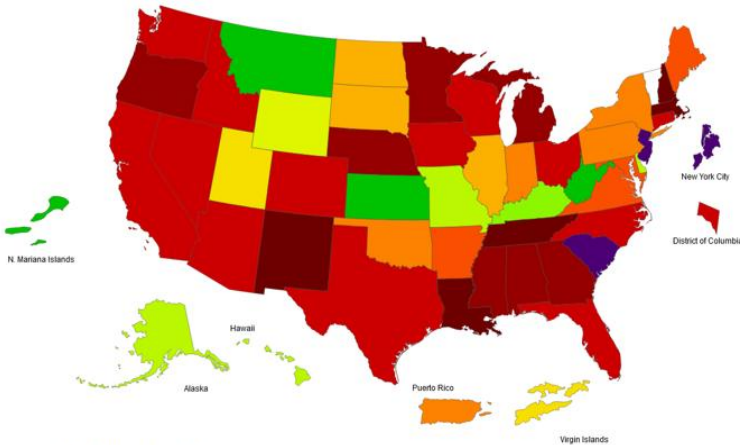 New York City
District of Columbia
N. Mariana Islands
Hawaii
Alaska
Puerto Rico
Virgin Islands